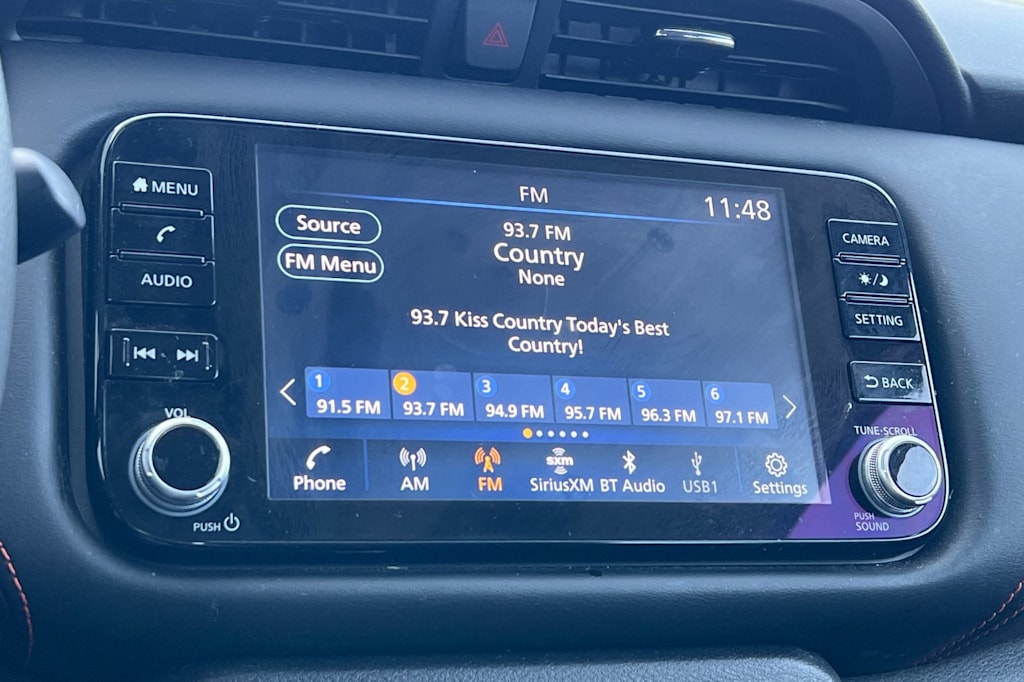 MENU
AUDIO
VOL
PUSH
FM
11:48
Source
FM Menu
93.7 FM
Country
None
93.7 Kiss Country Today's Best
Country!
1 2 3 4 5 6
91.5 FM 93.7 FM 94.9 FM 95.7 FM 96.3 FM 97.1 FM
sxm
Phone AM FM SiriusXM BT Audio USB1 Settings
CAMERA
SETTING
BACK
TUNE·SCROLL
PUSH
SOUND